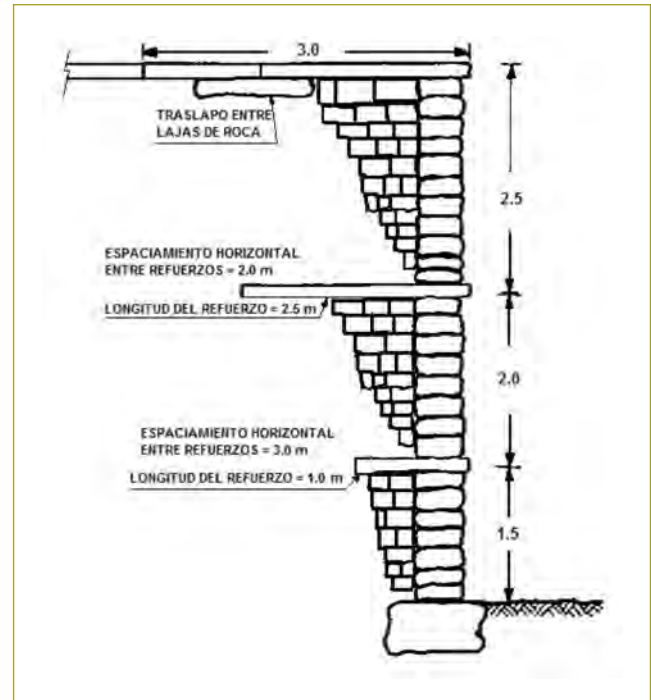 3.0
TRASLAPO ENTRE
LAJAS DE ROCA
2.5
ESPACIAMIENTO HORIZONTAL
ENTRE REFUERZOS = 2.0 m
LONGITUD DEL REFUERZO = 2.5 m
2.0
ESPACIAMIENTO HORIZONTAL
ENTRE REFUERZOS = 3.0 m
LONGITUD DEL REFUERZO = 1.0 m
1.5